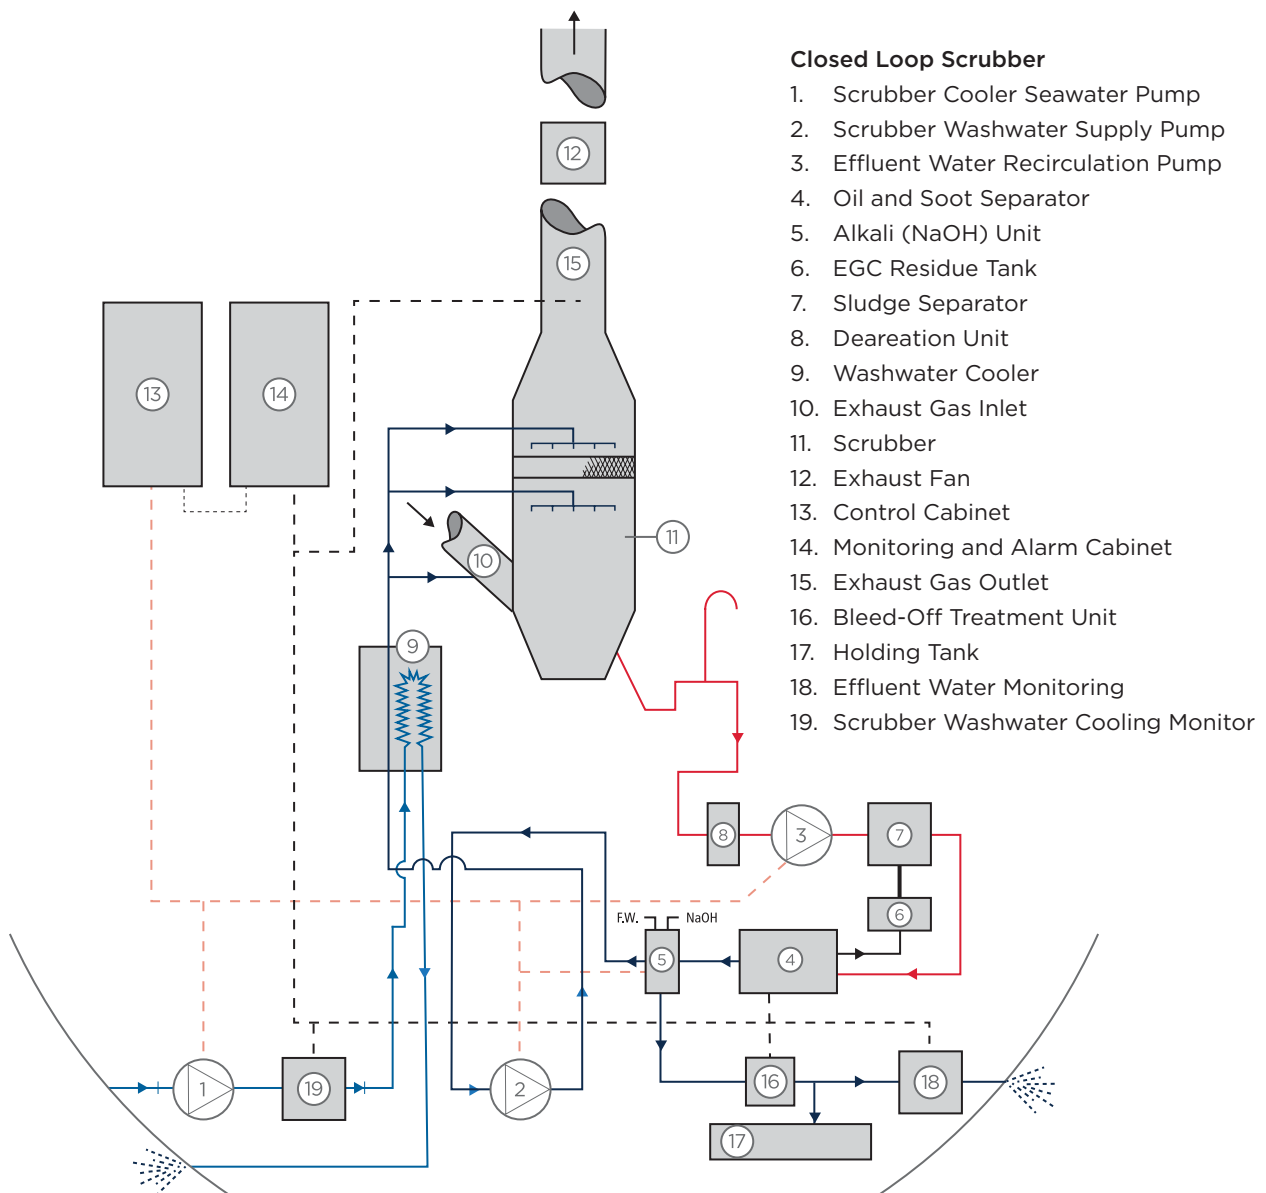 Closed Loop Scrubber
1. Scrubber Cooler Seawater Pump
2. Scrubber Washwater Supply Pump
3. Effluent Water Recirculation Pump
4. Oil and Soot Separator
5. Alkali (NaOH) Unit
6. EGC Residue Tank
7. Sludge Separator
8. Deareation Unit
9. Washwater Cooler
10. Exhaust Gas Inlet
11. Scrubber
12. Exhaust Fan
13. Control Cabinet
14. Monitoring and Alarm Cabinet
15. Exhaust Gas Outlet
16. Bleed-Off Treatment Unit
17. Holding Tank
18. Effluent Water Monitoring
19. Scrubber Washwater Cooling Monitor
12
15
13
14
11
10
9
8
3
7
6
F.W.
NaOH
5
4
1
19
2
16
18
17